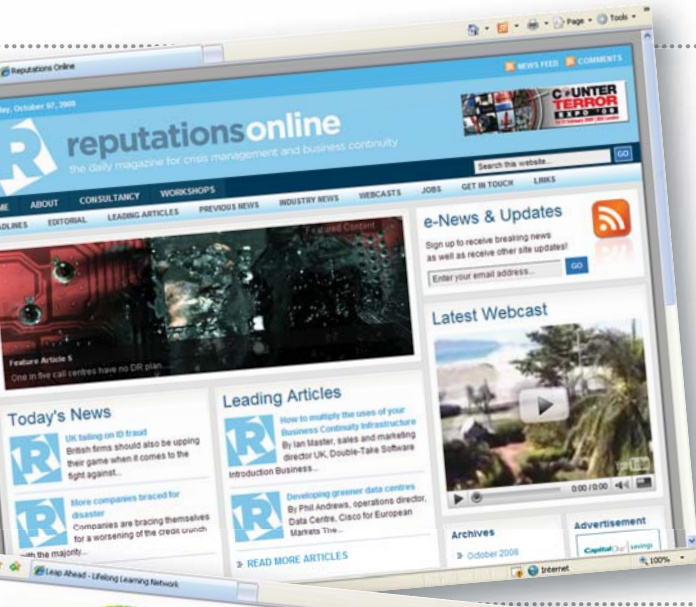 Page
Tools
Reputations Online
October 07, 2008
NEWS FEED
COMMENTS
R reputationsonline
the daily magazine for crisis management and business continuity
COUNTER
TERROR
EXPO '09
Search this website...
GO
ABOUT
CONSULTANCY
WORKSHOPS
EDITORIAL
LEADING ARTICLES
PREVIOUS NEWS
INDUSTRY NEWS
WEBCASTS
JOBS
GET IN TOUCH
LINKS
Featured Content
Feature Article 5
One in five call centres have no DR plan...
e-News & Updates
Sign up to receive breaking news
as well as receive other site updates!
Enter your email address...
GO
Latest Webcast
0:00 / 0:00
Today's News
UK failing on ID fraud
British firms should also be upping
their game when it comes to the
fight against...
More companies braced for
disaster
Companies are bracing themselves
for a worsening of the credit crunch
with the majority...
Leading Articles
How to multiply the uses of your
Business Continuity Infrastructure
By Ian Master, sales and marketing
director UK, Double-Take Software
Introduction Business...
Developing greener data centres
By Phil Andrews, operations director,
Data Centre, Cisco for European
Markets The...
» READ MORE ARTICLES
Archives
» October 2008
Advertisement
savings
Internet
100%
Leap Ahead - Lifelong Learning Network